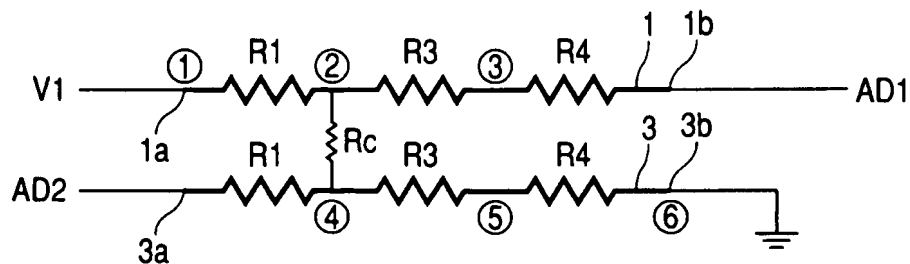 1 1b
① R1 ② R3 ③ R4
V1 AD1
1a Rc
R1 R3 R4 3 3b
AD2
④ ⑤ ⑥
3a